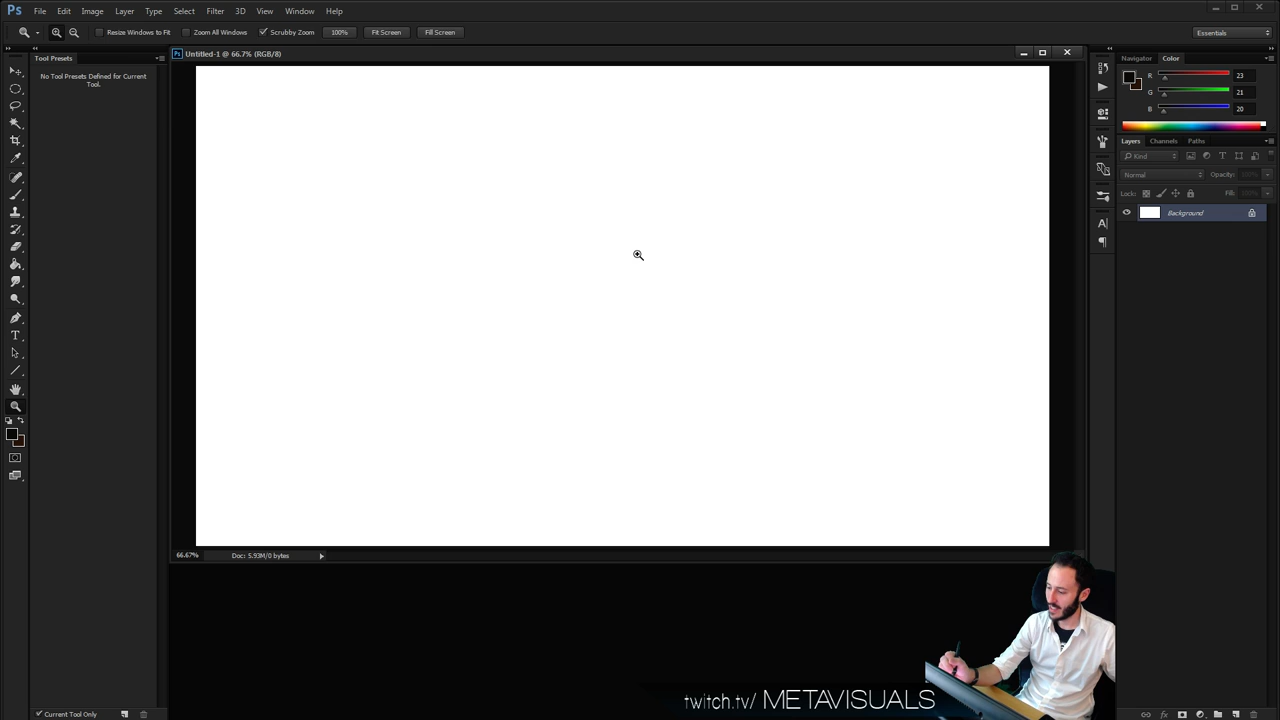 Ps File Edit Image Layer Type Select Filter 3D View Window Help
Resize Windows to Fit Zoom All Windows Scrubby Zoom 100% Fit Screen Fill Screen Essentials
Tool Presets
No Tool Presets Defined for Current
Tool.
Untitled-1 @ 66.7% (RGB/8)
Navigator Color
R 23
G 21
B 20
Layers Channels Paths
Kind
Normal Opacity: 100%
Lock: Fill: 100%
Background
66.67% Doc: 5.93M/0 bytes
Current Tool Only
twitch.tv/ METAVISUALS